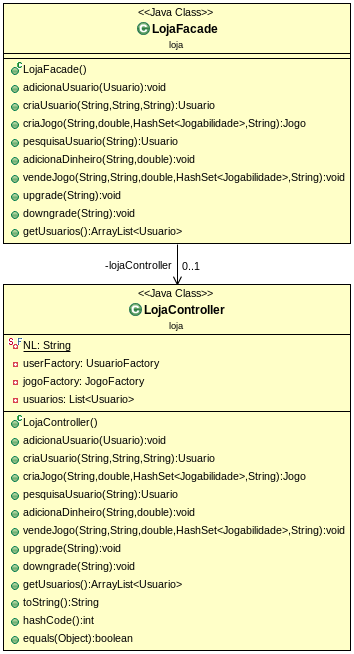 <<Java Class>>
LojaFacade
loja
LojaFacade()
adicionaUsuario(Usuario):void
criaUsuario(String,String,String):Usuario
criaJogo(String,double,HashSet<Jogabilidade>,String):Jogo
pesquisaUsuario(String):Usuario
adicionaDinheiro(String,double):void
vendeJogo(String,String,double,HashSet<Jogabilidade>,String):void
upgrade(String):void
downgrade(String):void
getUsuarios():ArrayList<Usuario>
-lojaController 0..1
<<Java Class>>
LojaController
loja
NL: String
userFactory: UsuarioFactory
jogoFactory: JogoFactory
usuarios: List<Usuario>
LojaController()
adicionaUsuario(Usuario):void
criaUsuario(String,String,String):Usuario
criaJogo(String,double,HashSet<Jogabilidade>,String):Jogo
pesquisaUsuario(String):Usuario
adicionaDinheiro(String,double):void
vendeJogo(String,String,double,HashSet<Jogabilidade>,String):void
upgrade(String):void
downgrade(String):void
getUsuarios():ArrayList<Usuario>
toString():String
hashCode():int
equals(Object):boolean